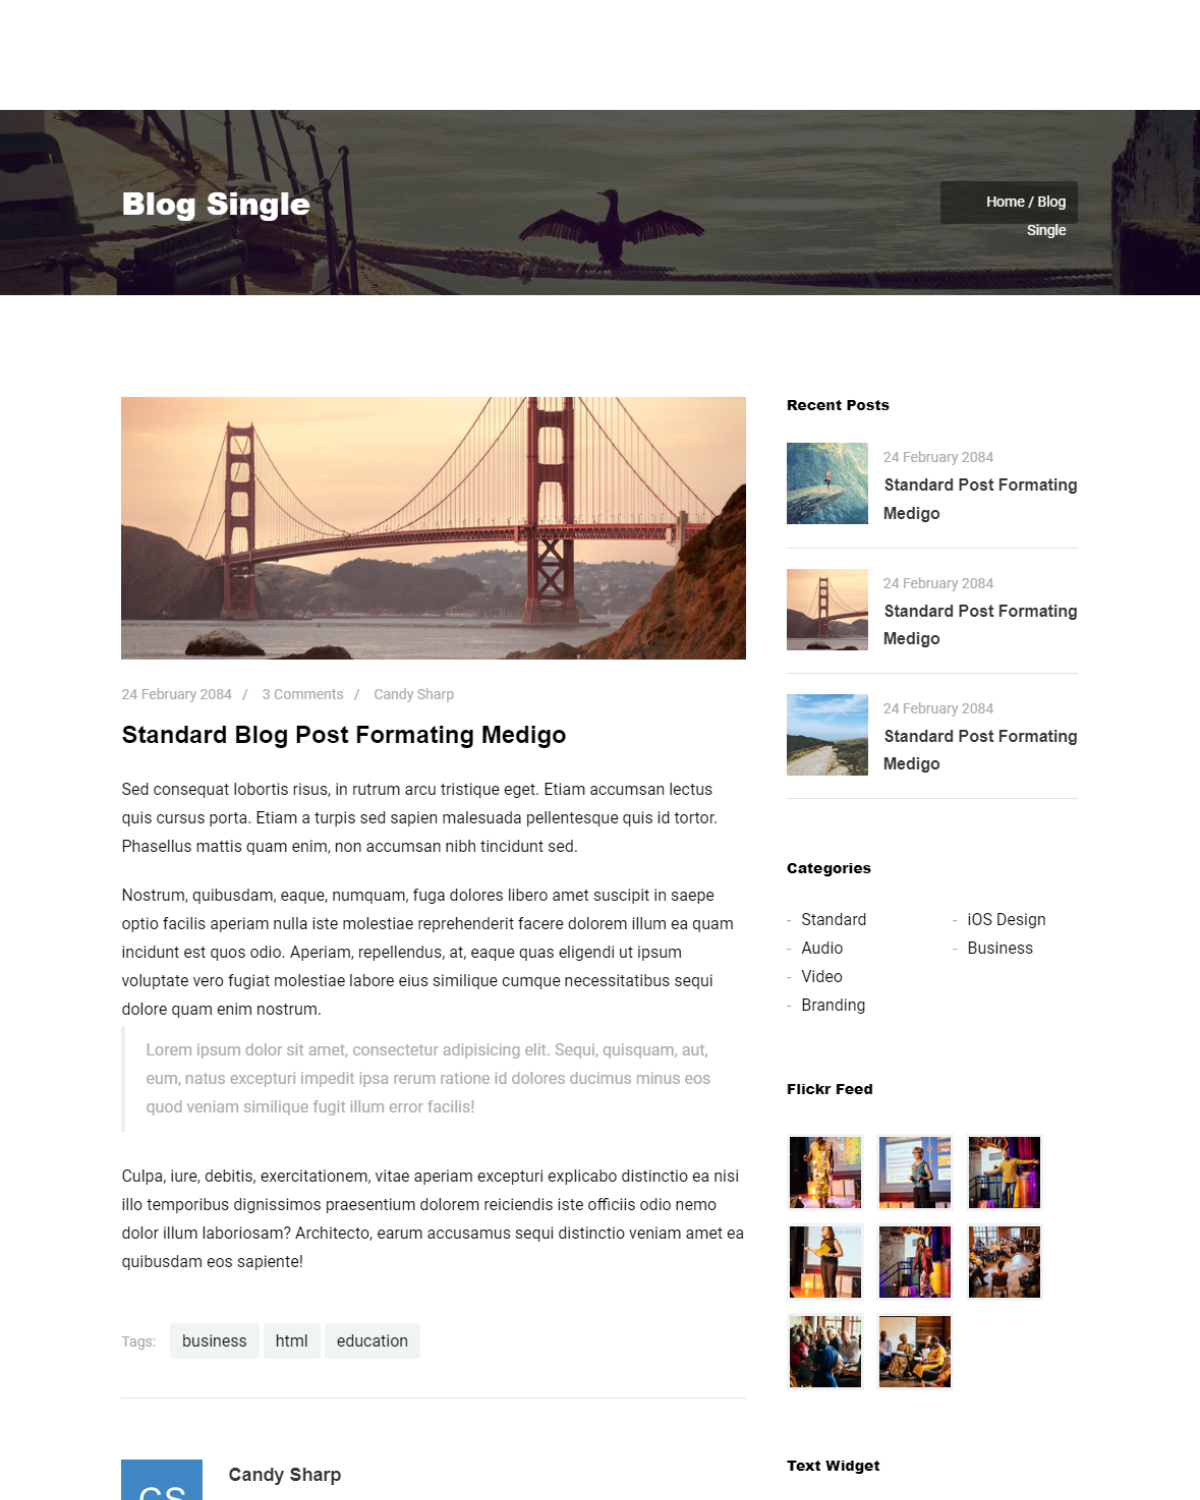 Blog Single
Home / Blog
Single
24 February 2084 / 3 Comments / Candy Sharp
Standard Blog Post Formating Medigo
Sed consequat lobortis risus, in rutrum arcu tristique eget. Etiam accumsan lectus
quis cursus porta. Etiam a turpis sed sapien malesuada pellentesque quis id tortor.
Phasellus mattis quam enim, non accumsan nibh tincidunt sed.
Nostrum, quibusdam, eaque, numquam, fuga dolores libero amet suscipit in saepe
optio facilis aperiam nulla iste molestiae reprehenderit facere dolorem illum ea quam
incidunt est quos odio. Aperiam, repellendus, at, eaque quas eligendi ut ipsum
voluptate vero fugiat molestiae labore eius similique cumque necessitatibus sequi
dolore quam enim nostrum.
Lorem ipsum dolor sit amet, consectetur adipisicing elit. Sequi, quisquam, aut,
eum, natus excepturi impedit ipsa rerum ratione id dolores ducimus minus eos
quod veniam similique fugit illum error facilis!
Culpa, iure, debitis, exercitationem, vitae aperiam excepturi explicabo distinctio ea nisi
illo temporibus dignissimos praesentium dolorem reiciendis iste officiis odio nemo
dolor illum laboriosam? Architecto, earum accusamus sequi distinctio veniam amet ea
quibusdam eos sapiente!
Tags: business html education
CS
Candy Sharp
Recent Posts
24 February 2084
Standard Post Formating
Medigo
24 February 2084
Standard Post Formating
Medigo
24 February 2084
Standard Post Formating
Medigo
Categories
- Standard
- Audio
- Video
- Branding
- iOS Design
- Business
Flickr Feed
Text Widget